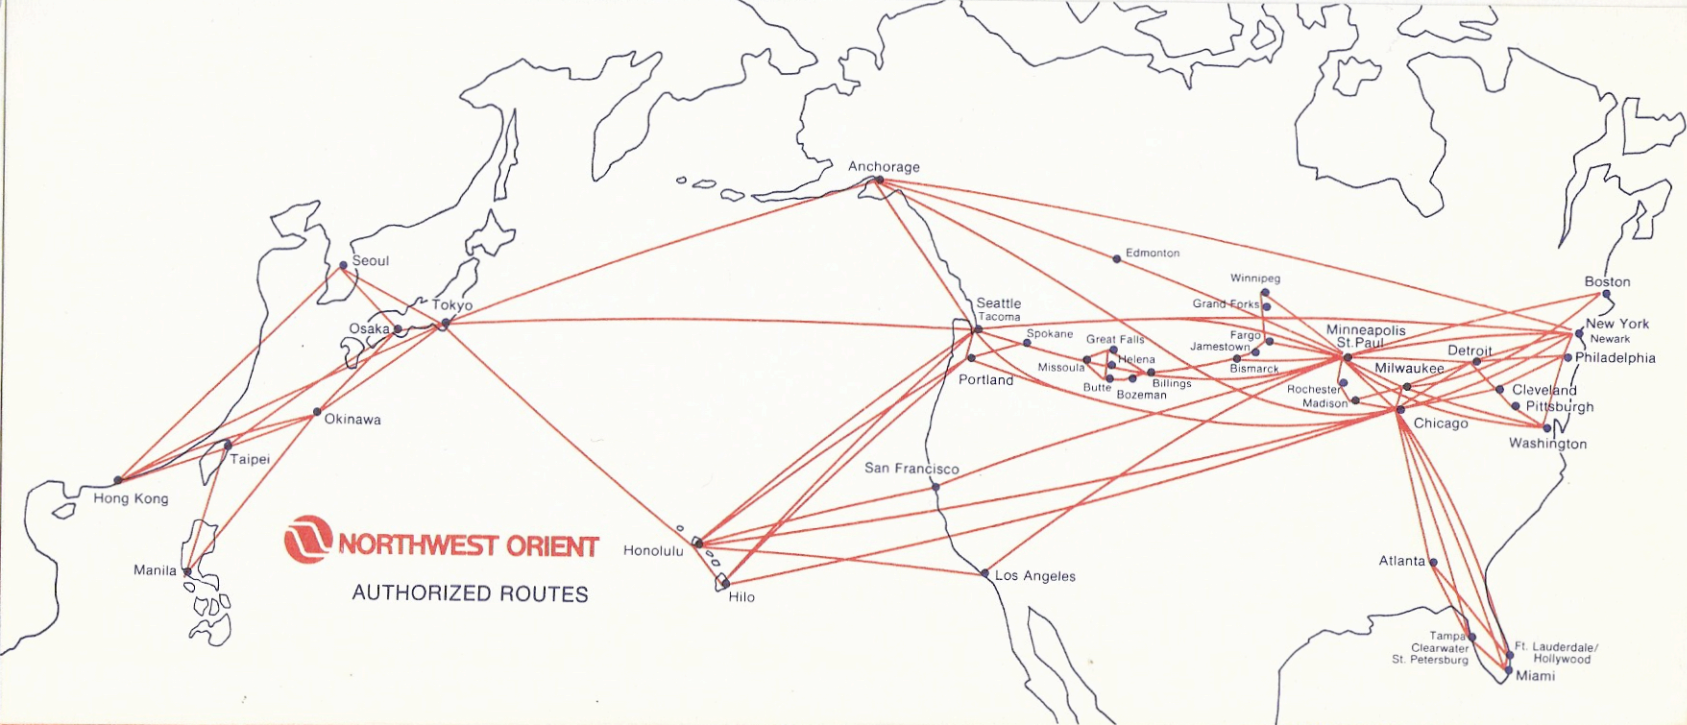 Anchorage
Edmonton
Seoul
Winnipeg
Boston
Tokyo
Seattle
Tacoma
Grand Forks
Osaka
Minneapolis
St. Paul
New York
Newark
Spokane
Great Falls
Fargo
Jamestown
Detroit
Philadelphia
Missoula
Helena
Bismarck
Milwaukee
Portland
Butte
Billings
Bozeman
Rochester
Madison
Cleveland
Pittsburgh
Okinawa
Chicago
Washington
Taipei
San Francisco
Hong Kong
NORTHWEST ORIENT
AUTHORIZED ROUTES
Honolulu
Manila
Hilo
Los Angeles
Atlanta
Tampa
Clearwater
St. Petersburg
Ft. Lauderdale/
Hollywood
Miami